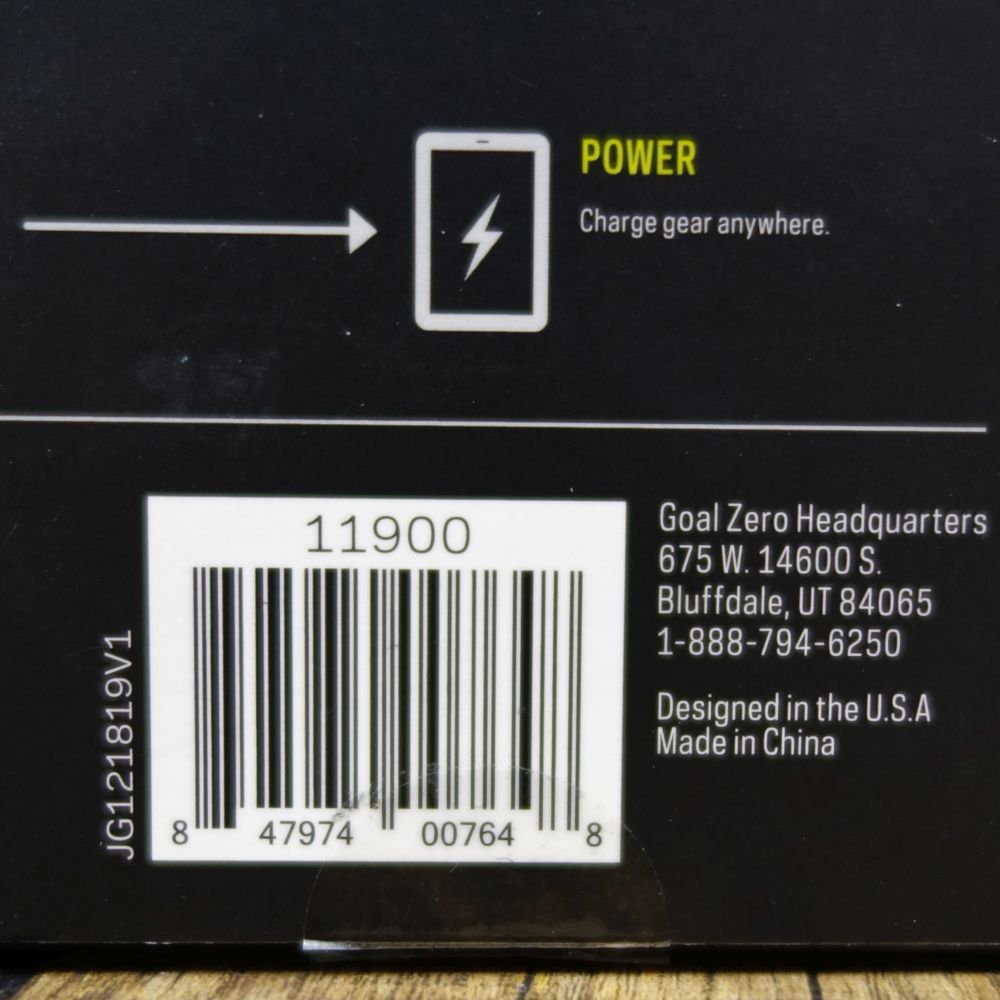 POWER
Charge gear anywhere.
11900
8 47974 00764 8
JG121819V1
Goal Zero Headquarters
675 W. 14600 S.
Bluffdale, UT 84065
1-888-794-6250
Designed in the U.S.A
Made in China